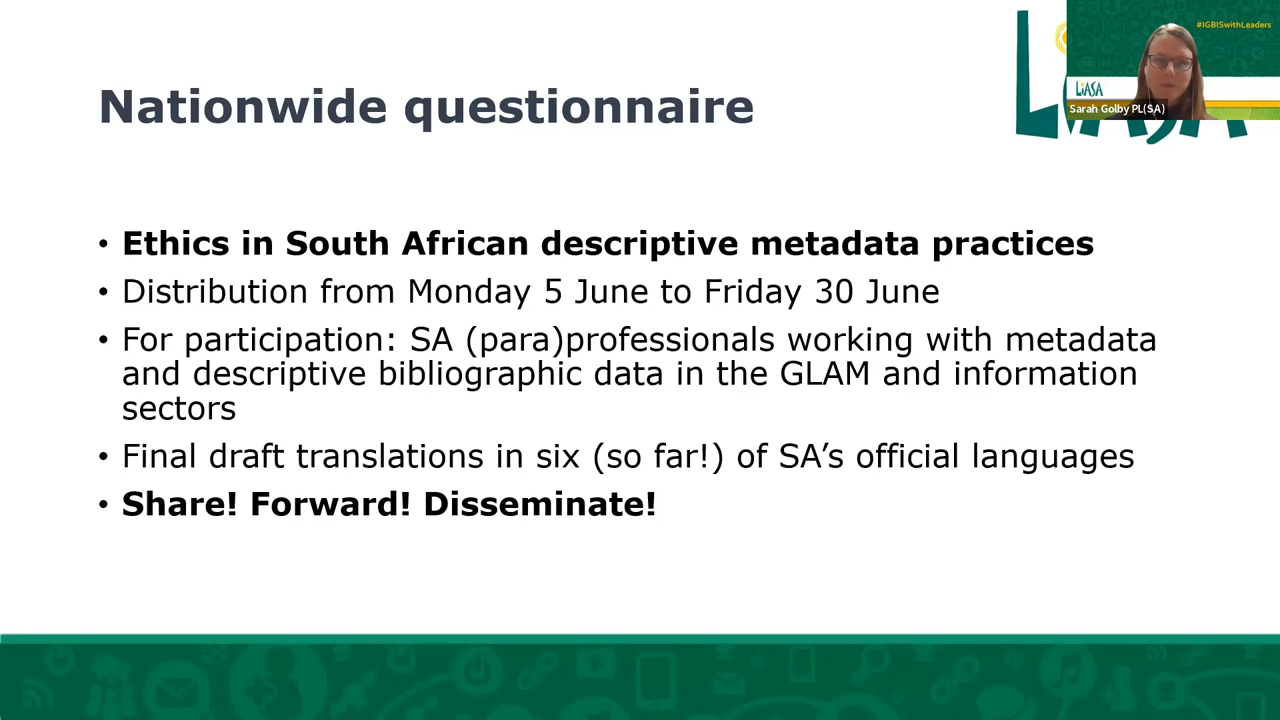 #IGBISwithLeaders
LIASA
Sarah Golby PL(SA)
Nationwide questionnaire
• Ethics in South African descriptive metadata practices
• Distribution from Monday 5 June to Friday 30 June
• For participation: SA (para)professionals working with metadata
and descriptive bibliographic data in the GLAM and information
sectors
• Final draft translations in six (so far!) of SA’s official languages
• Share! Forward! Disseminate!